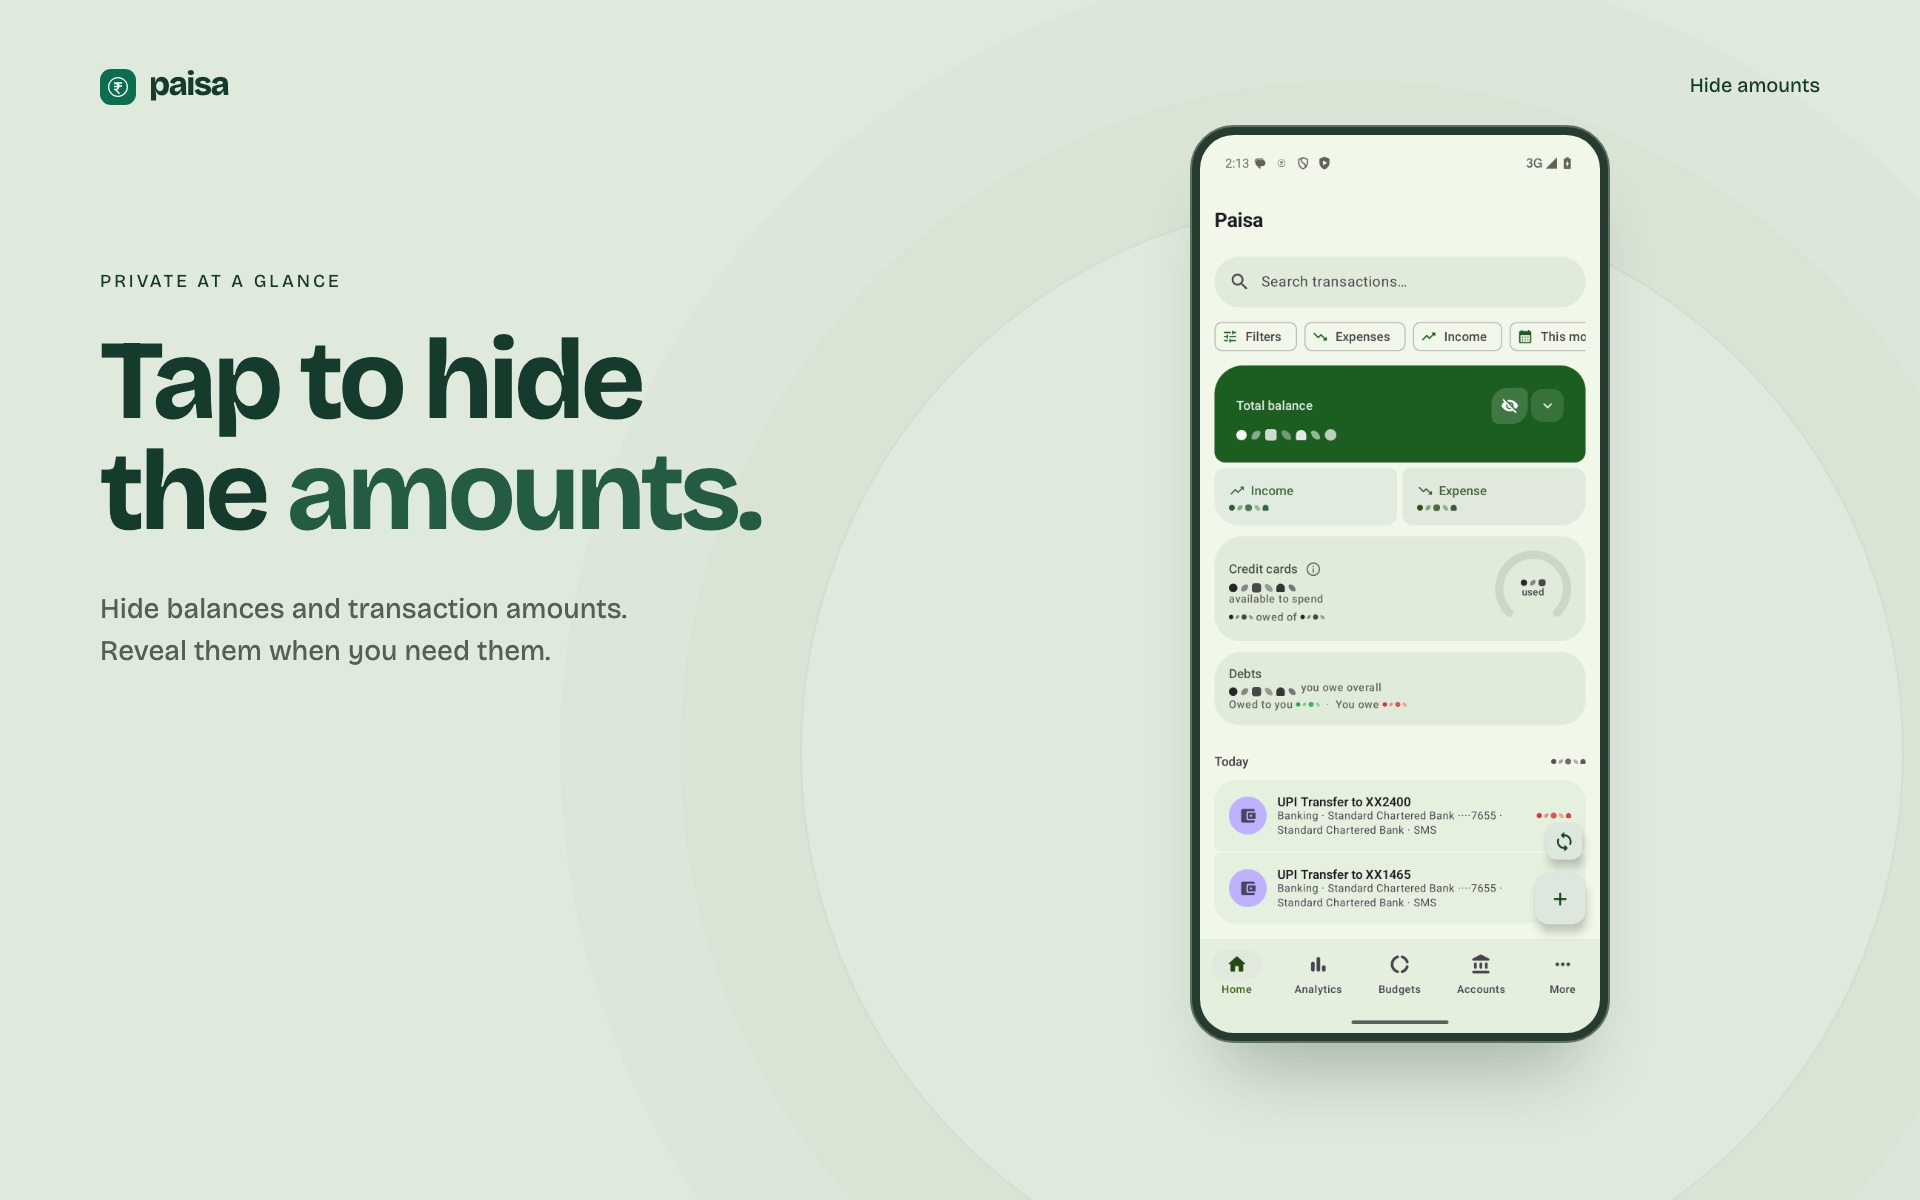 paisa
Hide amounts
PRIVATE AT A GLANCE
Tap to hide
the amounts.
Hide balances and transaction amounts.
Reveal them when you need them.
2:13
3G
Paisa
Search transactions...
Filters
Expenses
Income
This mo
Total balance
Income
Expense
Credit cards
available to spend
owed of
used
Debts
you owe overall
Owed to you · You owe
Today
UPI Transfer to XX2400
Banking · Standard Chartered Bank ····7655 ·
Standard Chartered Bank · SMS
UPI Transfer to XX1465
Banking · Standard Chartered Bank ····7655 ·
Standard Chartered Bank · SMS
Home
Analytics
Budgets
Accounts
More